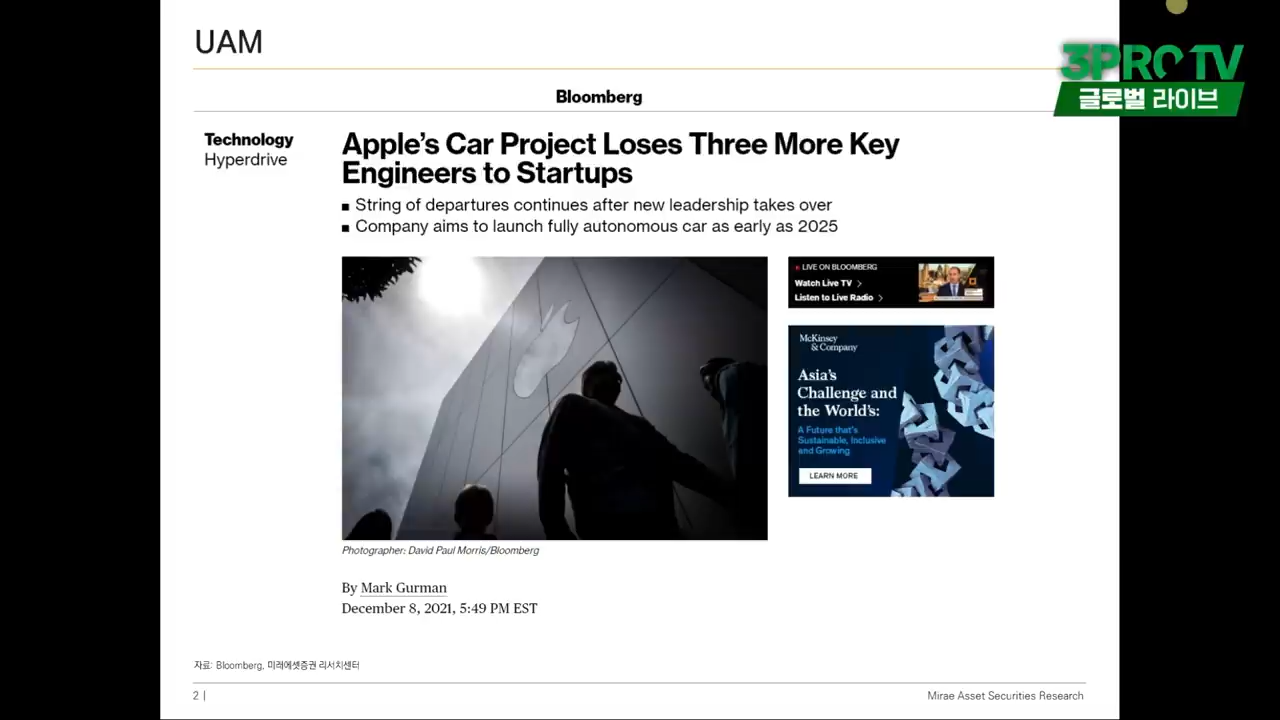 UAM
3PRO TV
글로벌 라이브
Bloomberg
Technology
Hyperdrive
Apple's Car Project Loses Three More Key
Engineers to Startups
■ String of departures continues after new leadership takes over
■ Company aims to launch fully autonomous car as early as 2025
LIVE ON BLOOMBERG
Watch Live TV >
Listen to Live Radio >
McKinsey
& Company
Asia's
Challenge and
the World's:
A Future that's
Sustainable, Inclusive
and Growing
LEARN MORE
Photographer: David Paul Morris/Bloomberg
By Mark Gurman
December 8, 2021, 5:49 PM EST
자료: Bloomberg, 미래에셋증권 리서치센터
2 |
Mirae Asset Securities Research